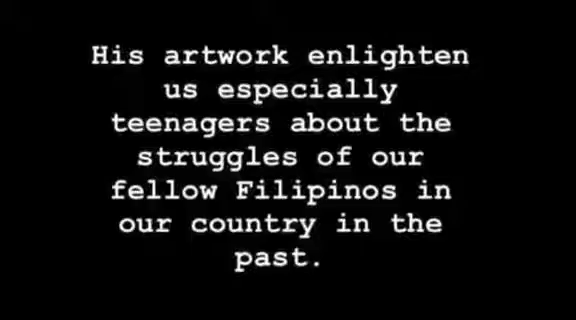 His artwork enlighten
us especially
teenagers about the
struggles of our
fellow Filipinos in
our country in the
past.